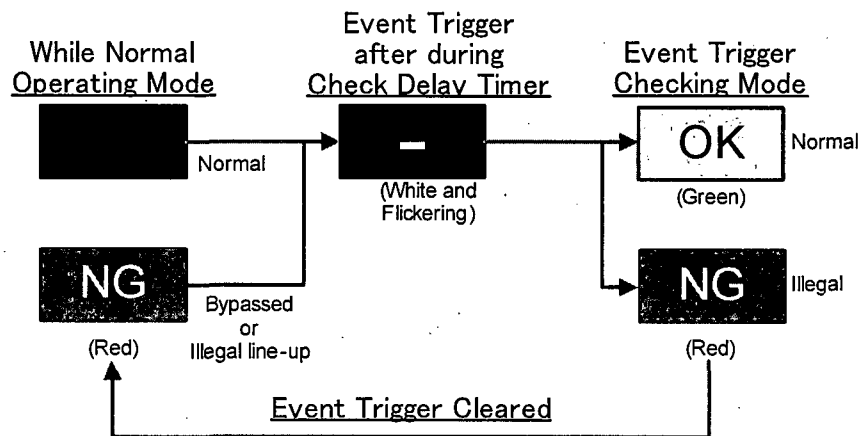 While Normal
Operating Mode
Event Trigger
after during
Check Delay Timer
Event Trigger
Checking Mode
Normal
-
(White and
Flickering)
OK
Normal
(Green)
NG
Bypassed
or
Illegal line-up
(Red)
NG
Illegal
(Red)
Event Trigger Cleared